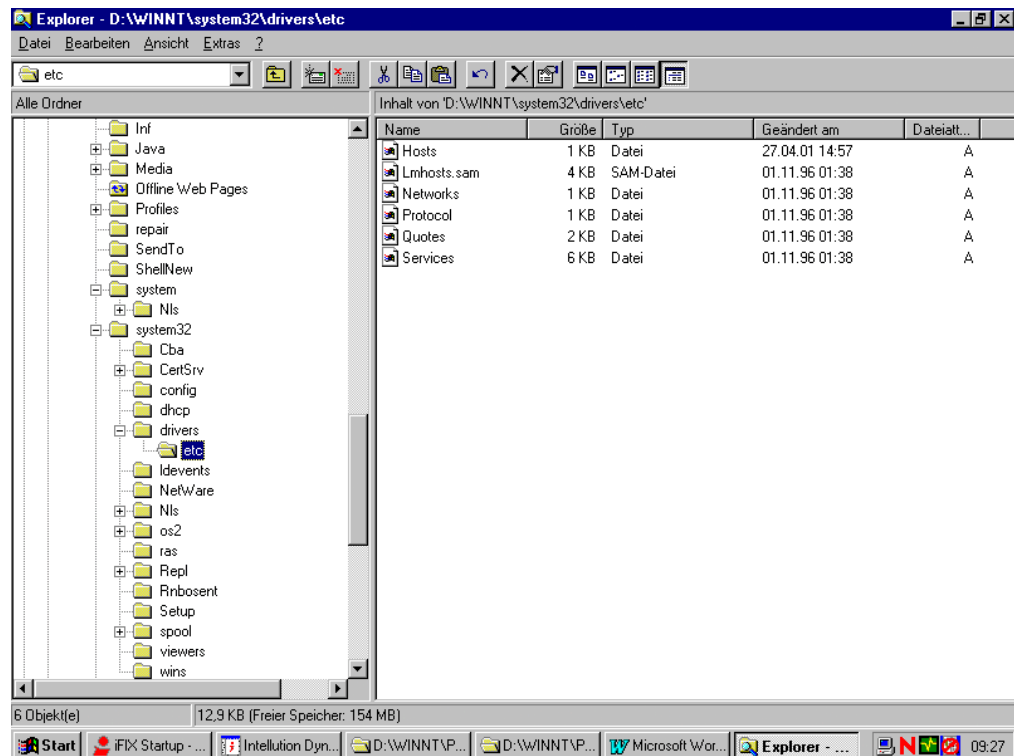 Explorer - D:\WINNT\system32\drivers\etc
Datei Bearbeiten Ansicht Extras ?
etc
Alle Ordner
Inhalt von 'D:\WINNT\system32\drivers\etc'
Inf
Java
Media
Offline Web Pages
Profiles
repair
SendTo
ShellNew
system
Nls
system32
Cba
CertSrv
config
dhcp
drivers
etc
ldevents
NetWare
Nls
os2
ras
Repl
Rnbosent
Setup
spool
viewers
wins
Name Größe Typ Geändert am Dateiatt...
Hosts 1 KB Datei 27.04.01 14:57 A
Lmhosts.sam 4 KB SAM-Datei 01.11.96 01:38 A
Networks 1 KB Datei 01.11.96 01:38 A
Protocol 1 KB Datei 01.11.96 01:38 A
Quotes 2 KB Datei 01.11.96 01:38 A
Services 6 KB Datei 01.11.96 01:38 A
6 Objekt(e) 12,9 KB (Freier Speicher: 154 MB)
Start iFIX Startup - ... Intellution Dyn... D:\WINNT\P... D:\WINNT\P... Microsoft Wor... Explorer - ... 09:27